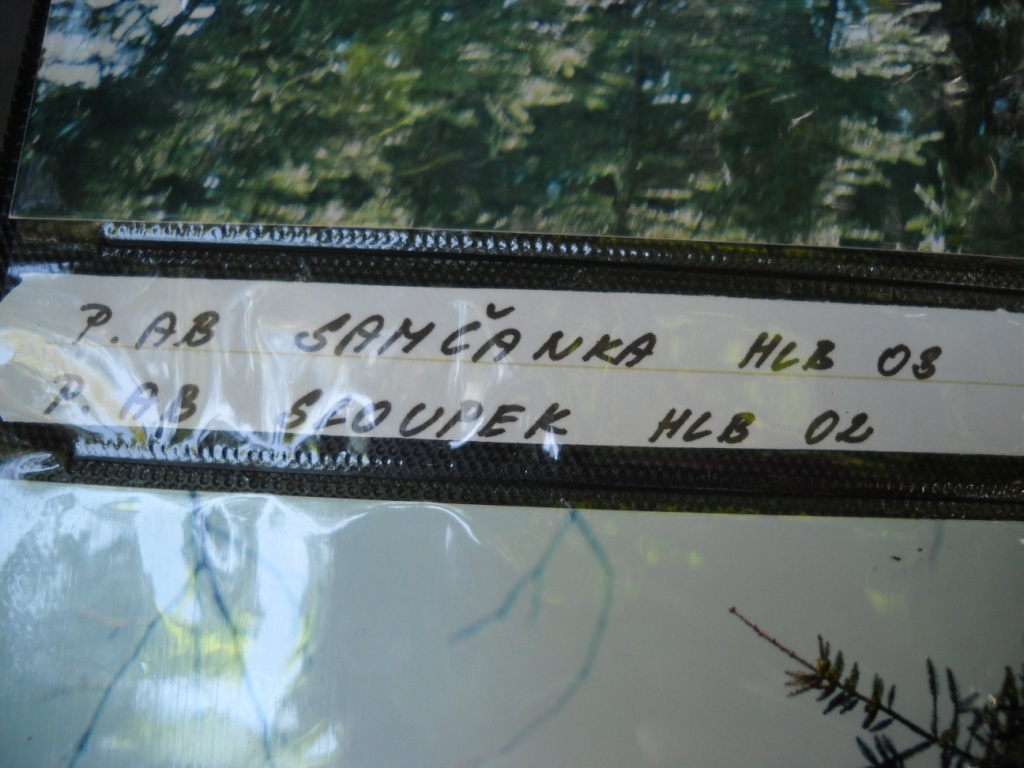 P. AB SAMČANKA HLB 03
P. AB SLOUPEK HLB 02